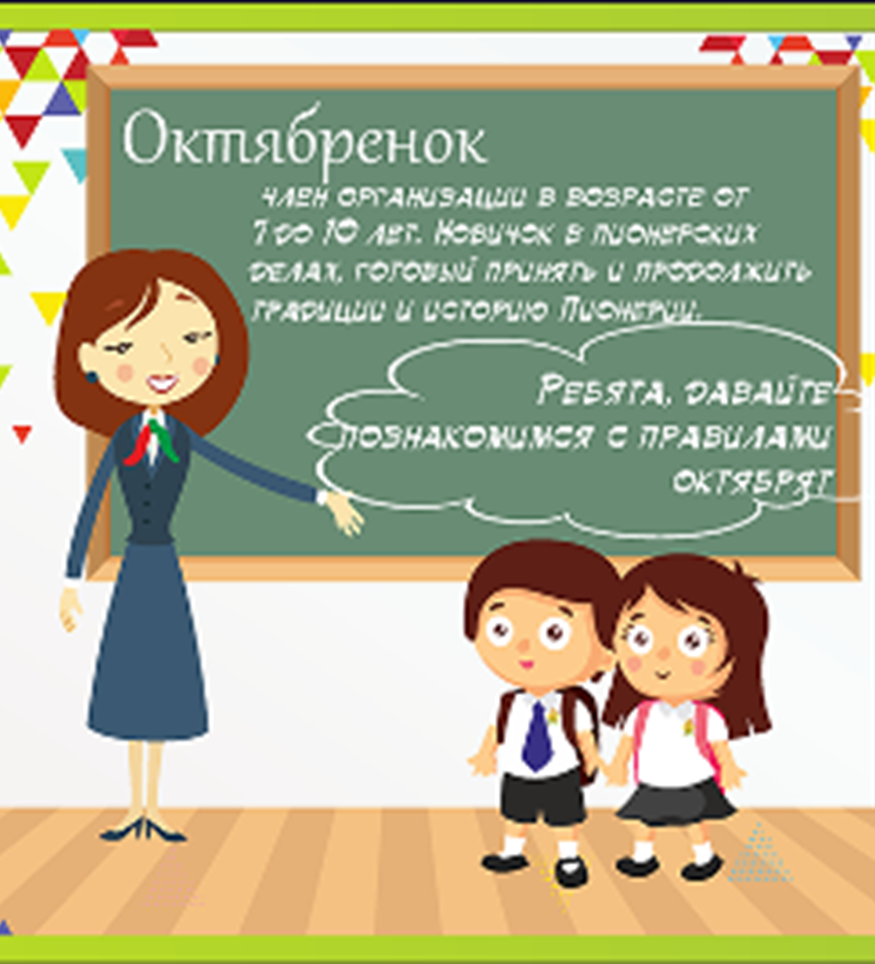 Октябренок
член организации в возрасте от
7 до 10 лет. Новичок в пионерских
делах, готовый принять и продолжить
традиции и историю Пионерии.
Ребята, давайте
познакомимся с правилами
октябрят